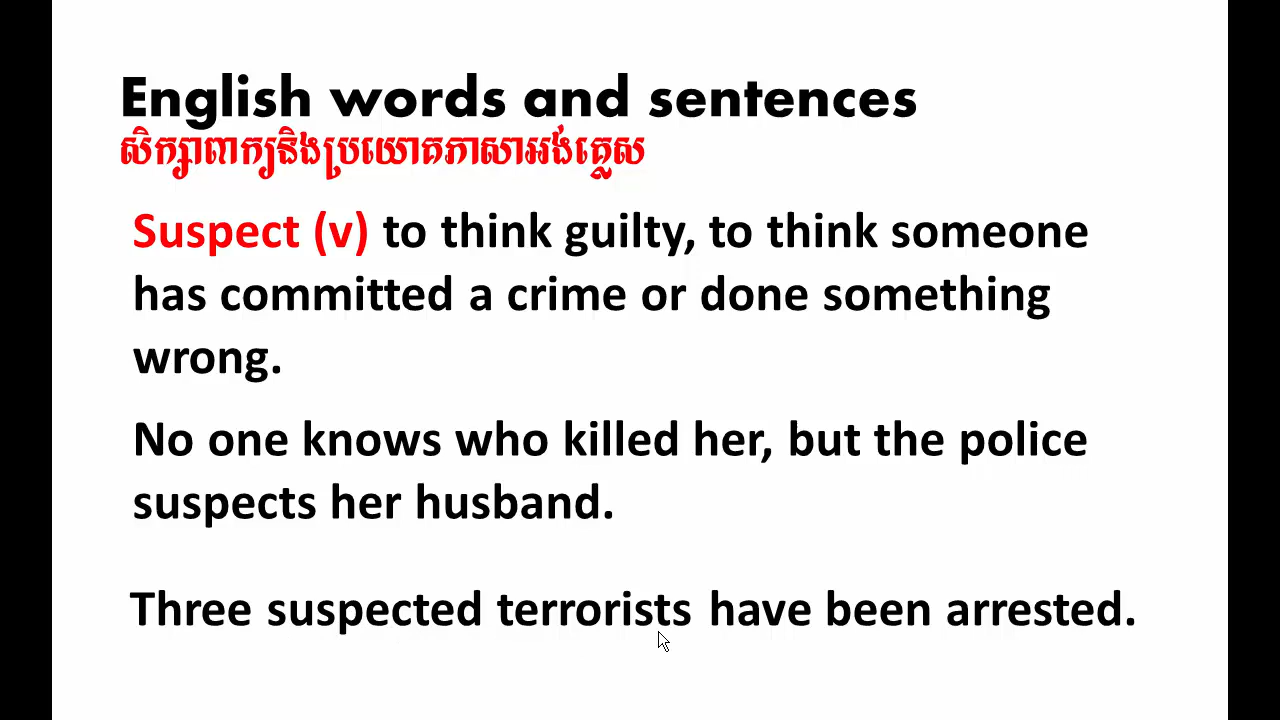 English words and sentences
សិក្សាពាក្យនិងប្រយោគភាសាអង់គ្លេស
Suspect (v) to think guilty, to think someone
has committed a crime or done something
wrong.
No one knows who killed her, but the police
suspects her husband.
Three suspected terrorists have been arrested.